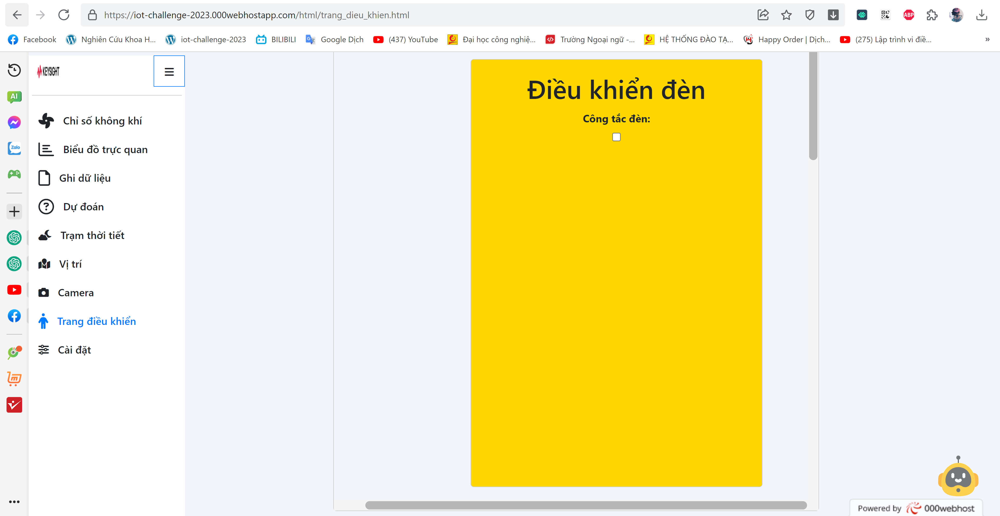 https://iot-challenge-2023.000webhostapp.com/html/trang_dieu_khien.html
ABP
Facebook
Nghiên Cứu Khoa H...
iot-challenge-2023
BILIBILI
Google Dịch
(437) YouTube
Đại học công nghiệ...
Trường Ngoại ngữ -...
HỆ THỐNG ĐÀO TẠ...
Happy Order | Dịch...
(275) Lập trình vi điề...
»
AI
Zalo
KEYSIGHT
Chỉ số không khí
Biểu đồ trực quan
Ghi dữ liệu
Dự đoán
Trạm thời tiết
Vị trí
Camera
Trang điều khiển
Cài đặt
Điều khiển đèn
Công tắc đèn:
Powered by 000webhost